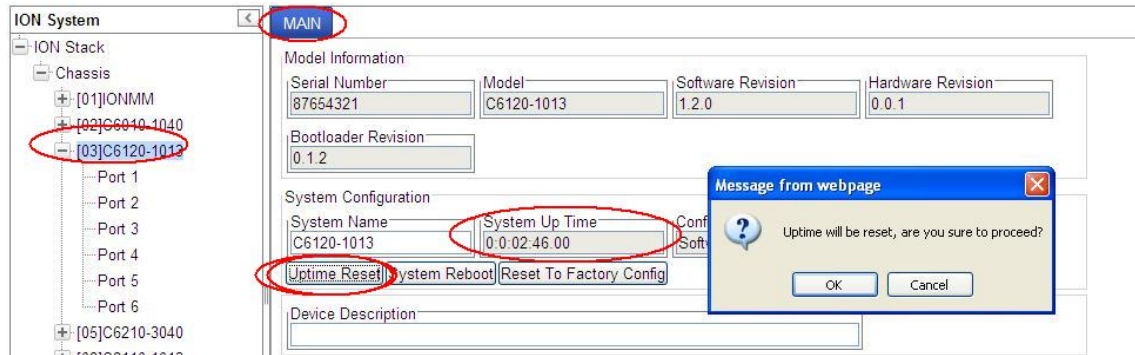 ION System
<
MAIN
ION Stack
Chassis
[01]IONMM
[02]C6010-1040
[03]C6120-1013
Port 1
Port 2
Port 3
Port 4
Port 5
Port 6
[05]C6210-3040
Model Information
Serial Number
87654321
Model
C6120-1013
Software Revision
1.2.0
Hardware Revision
0.0.1
Bootloader Revision
0.1.2
System Configuration
System Name
C6120-1013
System Up Time
0:0:02:46.00
Conf
Soft
Uptime Reset
System Reboot
Reset To Factory Config
Device Description
Message from webpage
Uptime will be reset, are you sure to proceed?
OK
Cancel